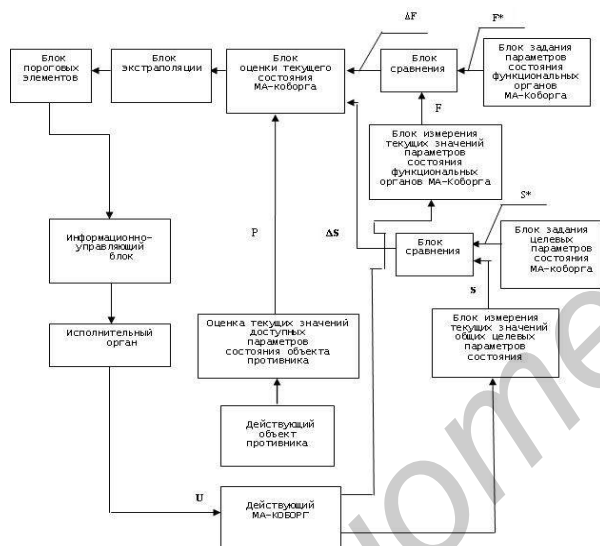 ΔF
F*
Блок
пороговых
элементов
Блок
экстраполяции
Блок
оценки текущего
состояния
МА-коборга
Блок
сравнения
Блок задания
параметров
состояния
функциональных
органов
МА-Коборга
F
Блок измерения
текущих значений
параметров
состояния
функциональных
органов МА-Коборга
S*
Информационно-
управляющий
блок
P
ΔS
Блок
сравнения
Блок задания
целевых
параметров
состояния
МА-коборга
S
Исполнительный
орган
Оценка текущих значений
доступных
параметров
состояния объекта
противника
Блок измерения
текущих значений
общих целевых
параметров
состояния
Действующий
объект
противника
U
Действующий
МА-КОБОРГ